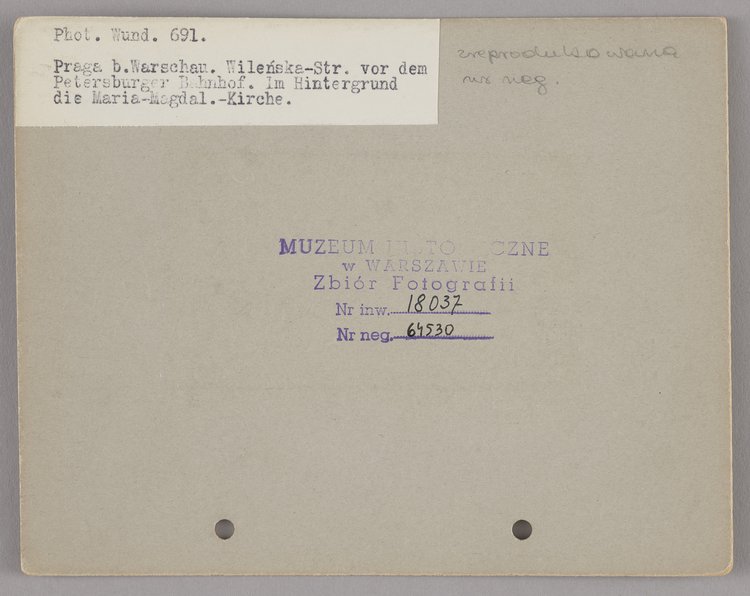 Phot. Wund. 691.
Praga b.Warschau. Wileńska-Str. vor dem
Petersburger Bahnhof. Im Hintergrund
die Maria-Magdal.-Kirche.
zreprodukowana
nr neg.
MUZEUM HISTORYCZNE
w WARSZAWIE
Zbiór Fotografii
Nr inw. 18037
Nr neg. 64530